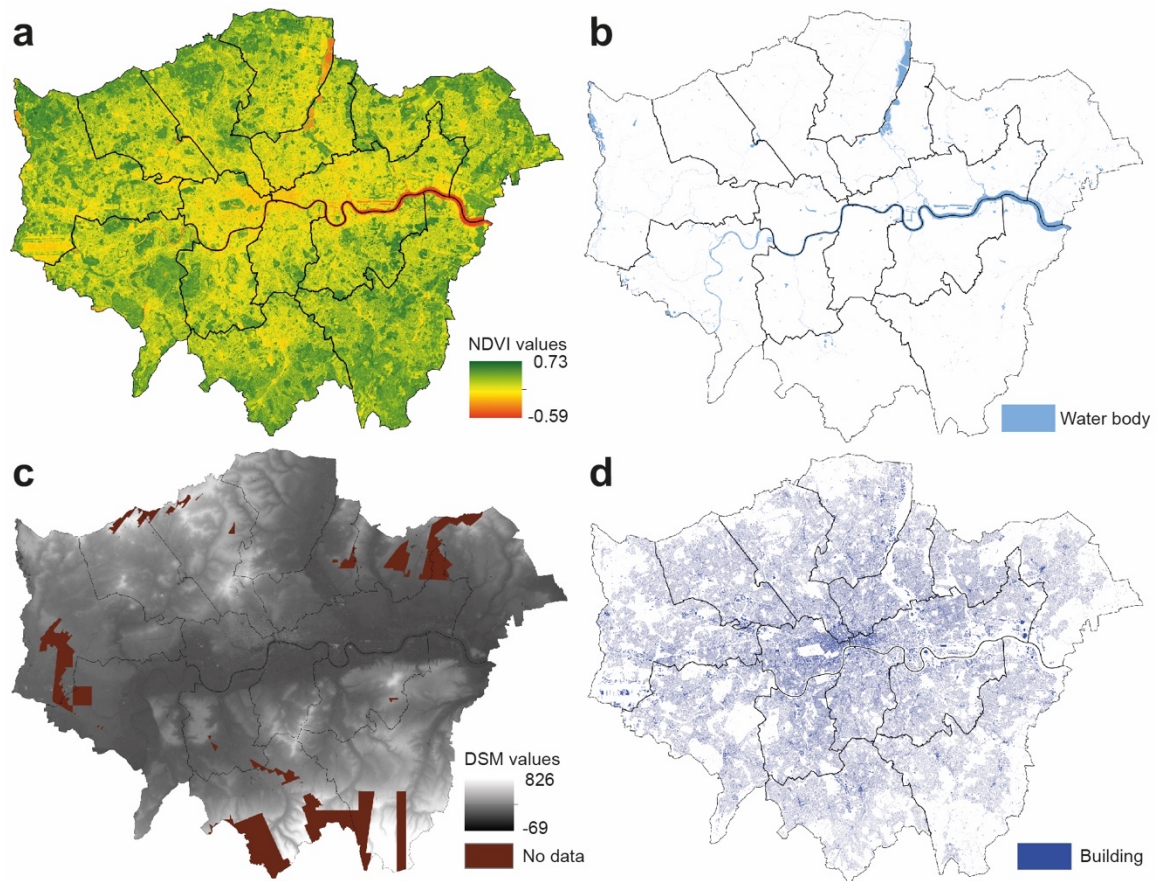 a
NDVI values
0.73
-0.59
b
Water body
c
DSM values
826
-69
No data
d
Building